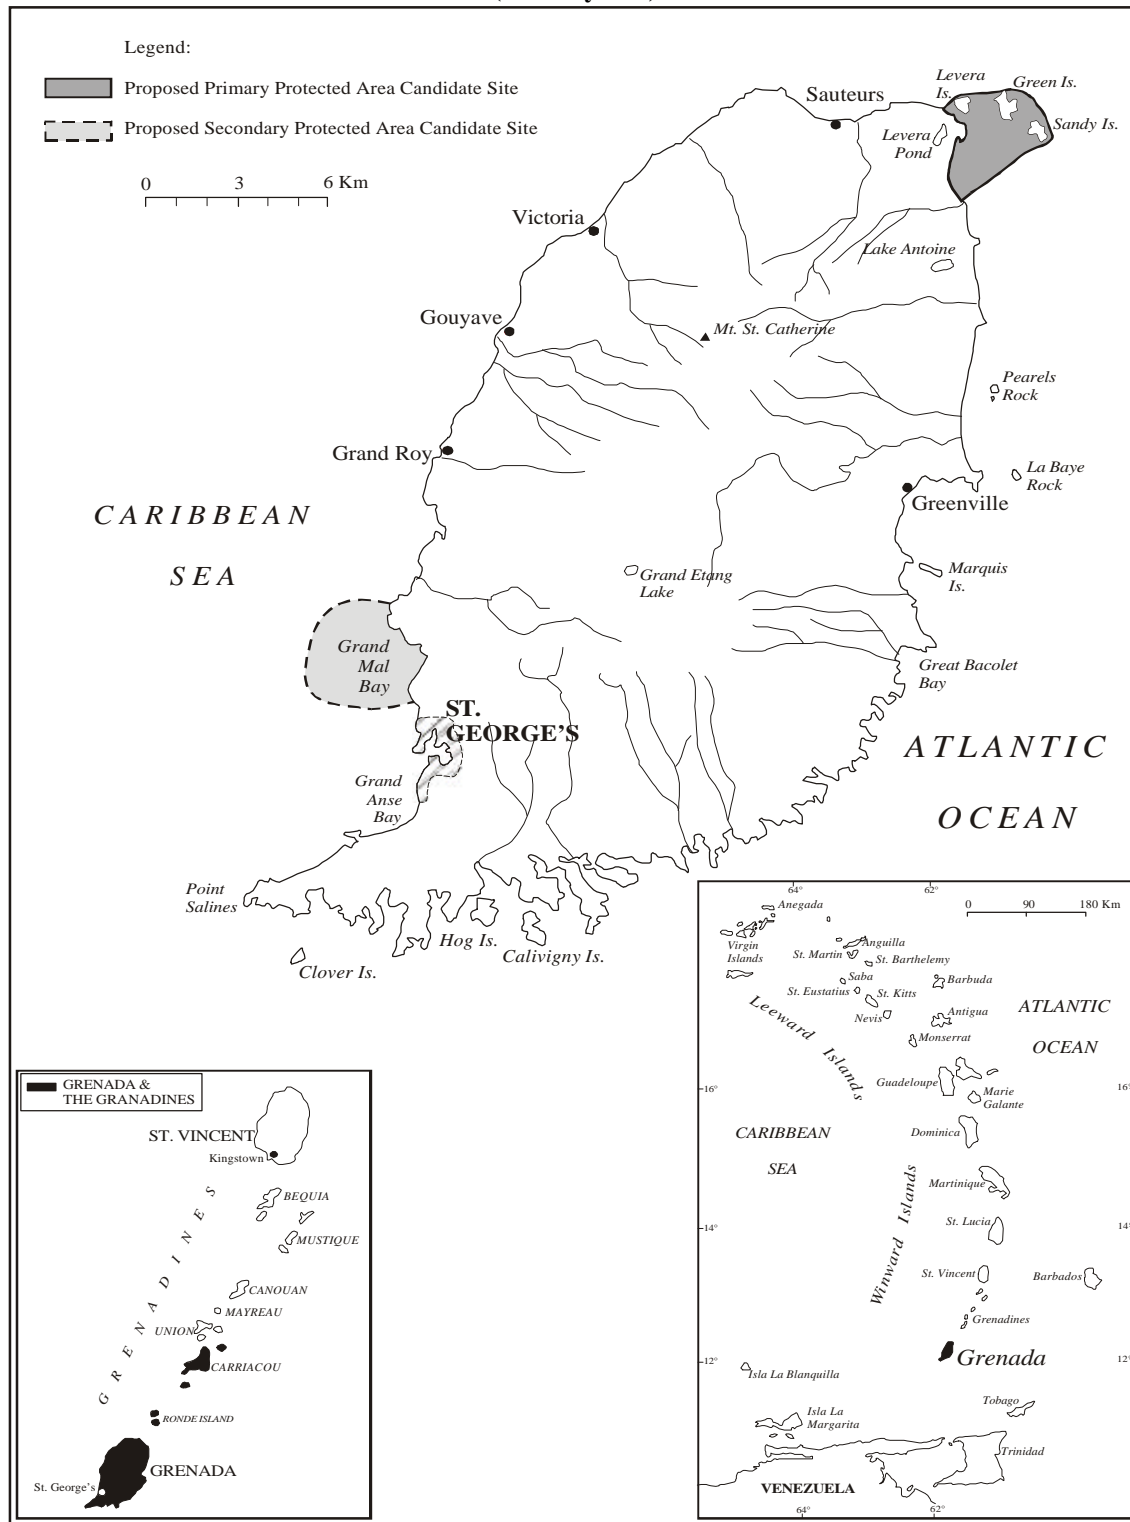 Legend:
Proposed Primary Protected Area Candidate Site
Proposed Secondary Protected Area Candidate Site
0 3 6 Km
Levera
Is.
Green Is.
Sandy Is.
Sauteurs
Levera
Pond
Victoria
Lake Antoine
Gouyave
Mt. St. Catherine
Pearels
Rock
Grand Roy
La Baye
Rock
Greenville
CARIBBEAN
SEA
Grand Etang
Lake
Marquis
Is.
Grand
Mal
Bay
Great Bacolet
Bay
ST.
GEORGE'S
ATLANTIC
OCEAN
Grand
Anse
Bay
Point
Salines
Hog Is.
Calivigny Is.
Clover Is.
GRENADA &
THE GRANADINES
ST. VINCENT
Kingstown
GRENADINES
BEQUIA
MUSTIQUE
CANOUAN
MAYREAU
UNION
CARRIACOU
RONDE ISLAND
GRENADA
St. George's
64° 62°
0 90 180 Km
Anegada
Virgin
Islands
Anguilla
St. Martin
St. Barthelemy
Saba
St. Eustatius
St. Kitts
Nevis
Barbuda
Antigua
Monserrat
ATLANTIC
OCEAN
Leeward Islands
Guadeloupe
Marie
Galante
16° 16°
CARIBBEAN
SEA
Dominica
Martinique
Winward Islands
St. Lucia
14° 14°
St. Vincent
Barbados
Grenadines
Grenada
12° 12°
Isla La Blanquilla
Isla La
Margarita
Tobago
Trinidad
VENEZUELA
64° 62°